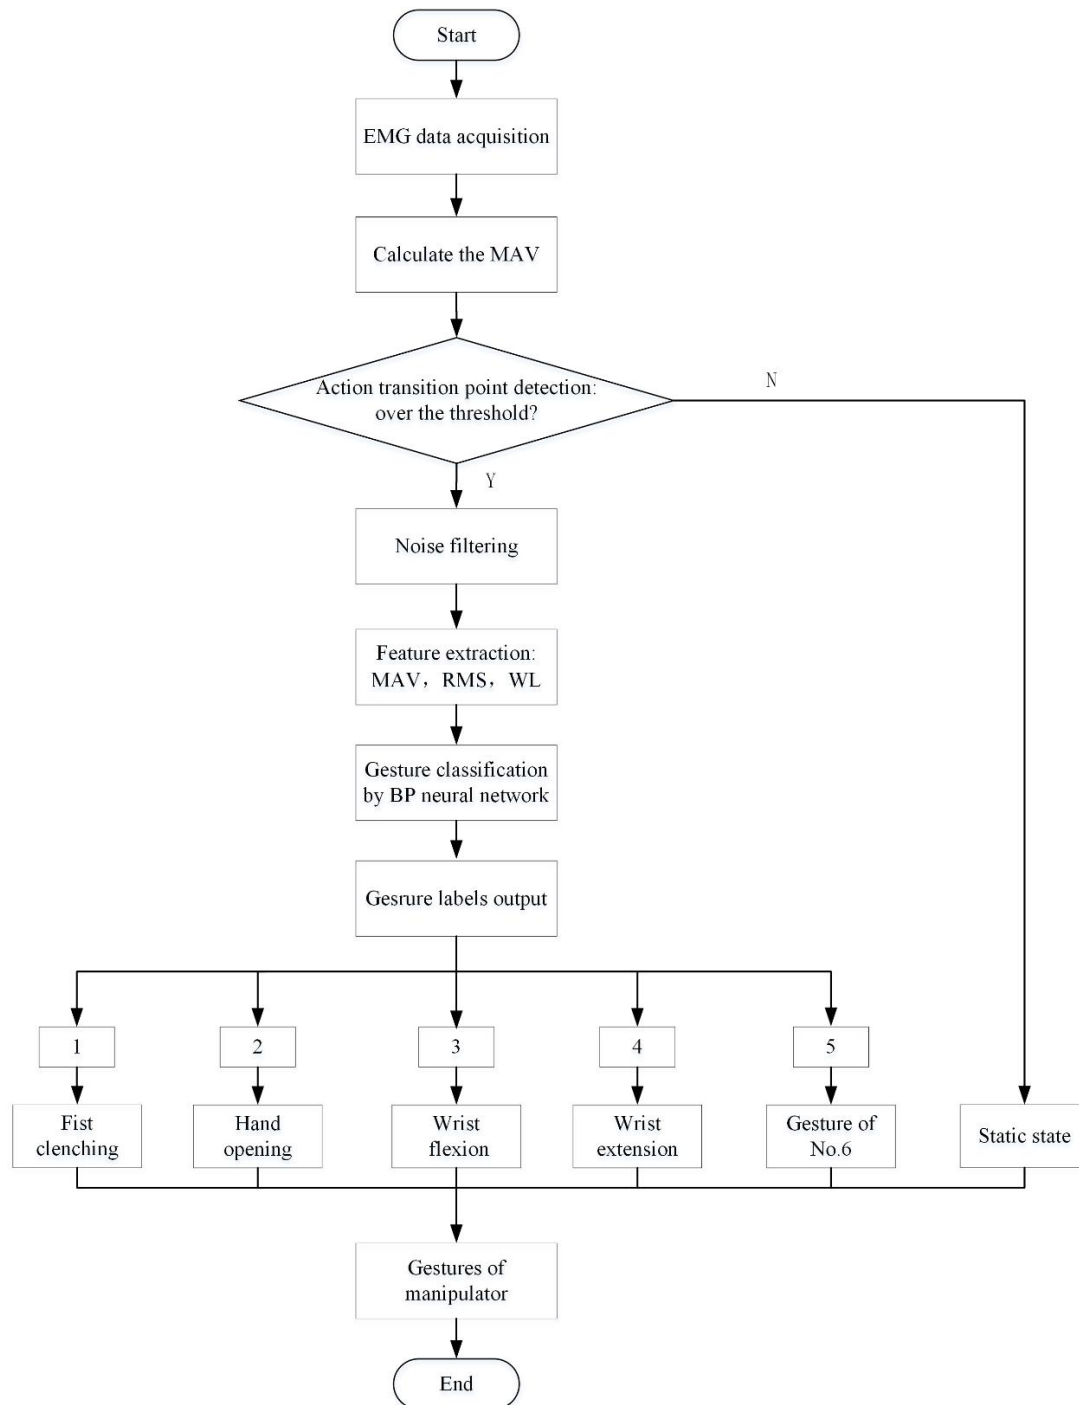 Start
EMG data acquisition
Calculate the MAV
Action transition point detection:
over the threshold?
N
Y
Noise filtering
Feature extraction:
MAV，RMS，WL
Gesture classification
by BP neural network
Gesrure labels output
1
2
3
4
5
Fist
clenching
Hand
opening
Wrist
flexion
Wrist
extension
Gesture of
No.6
Static state
Gestures of
manipulator
End